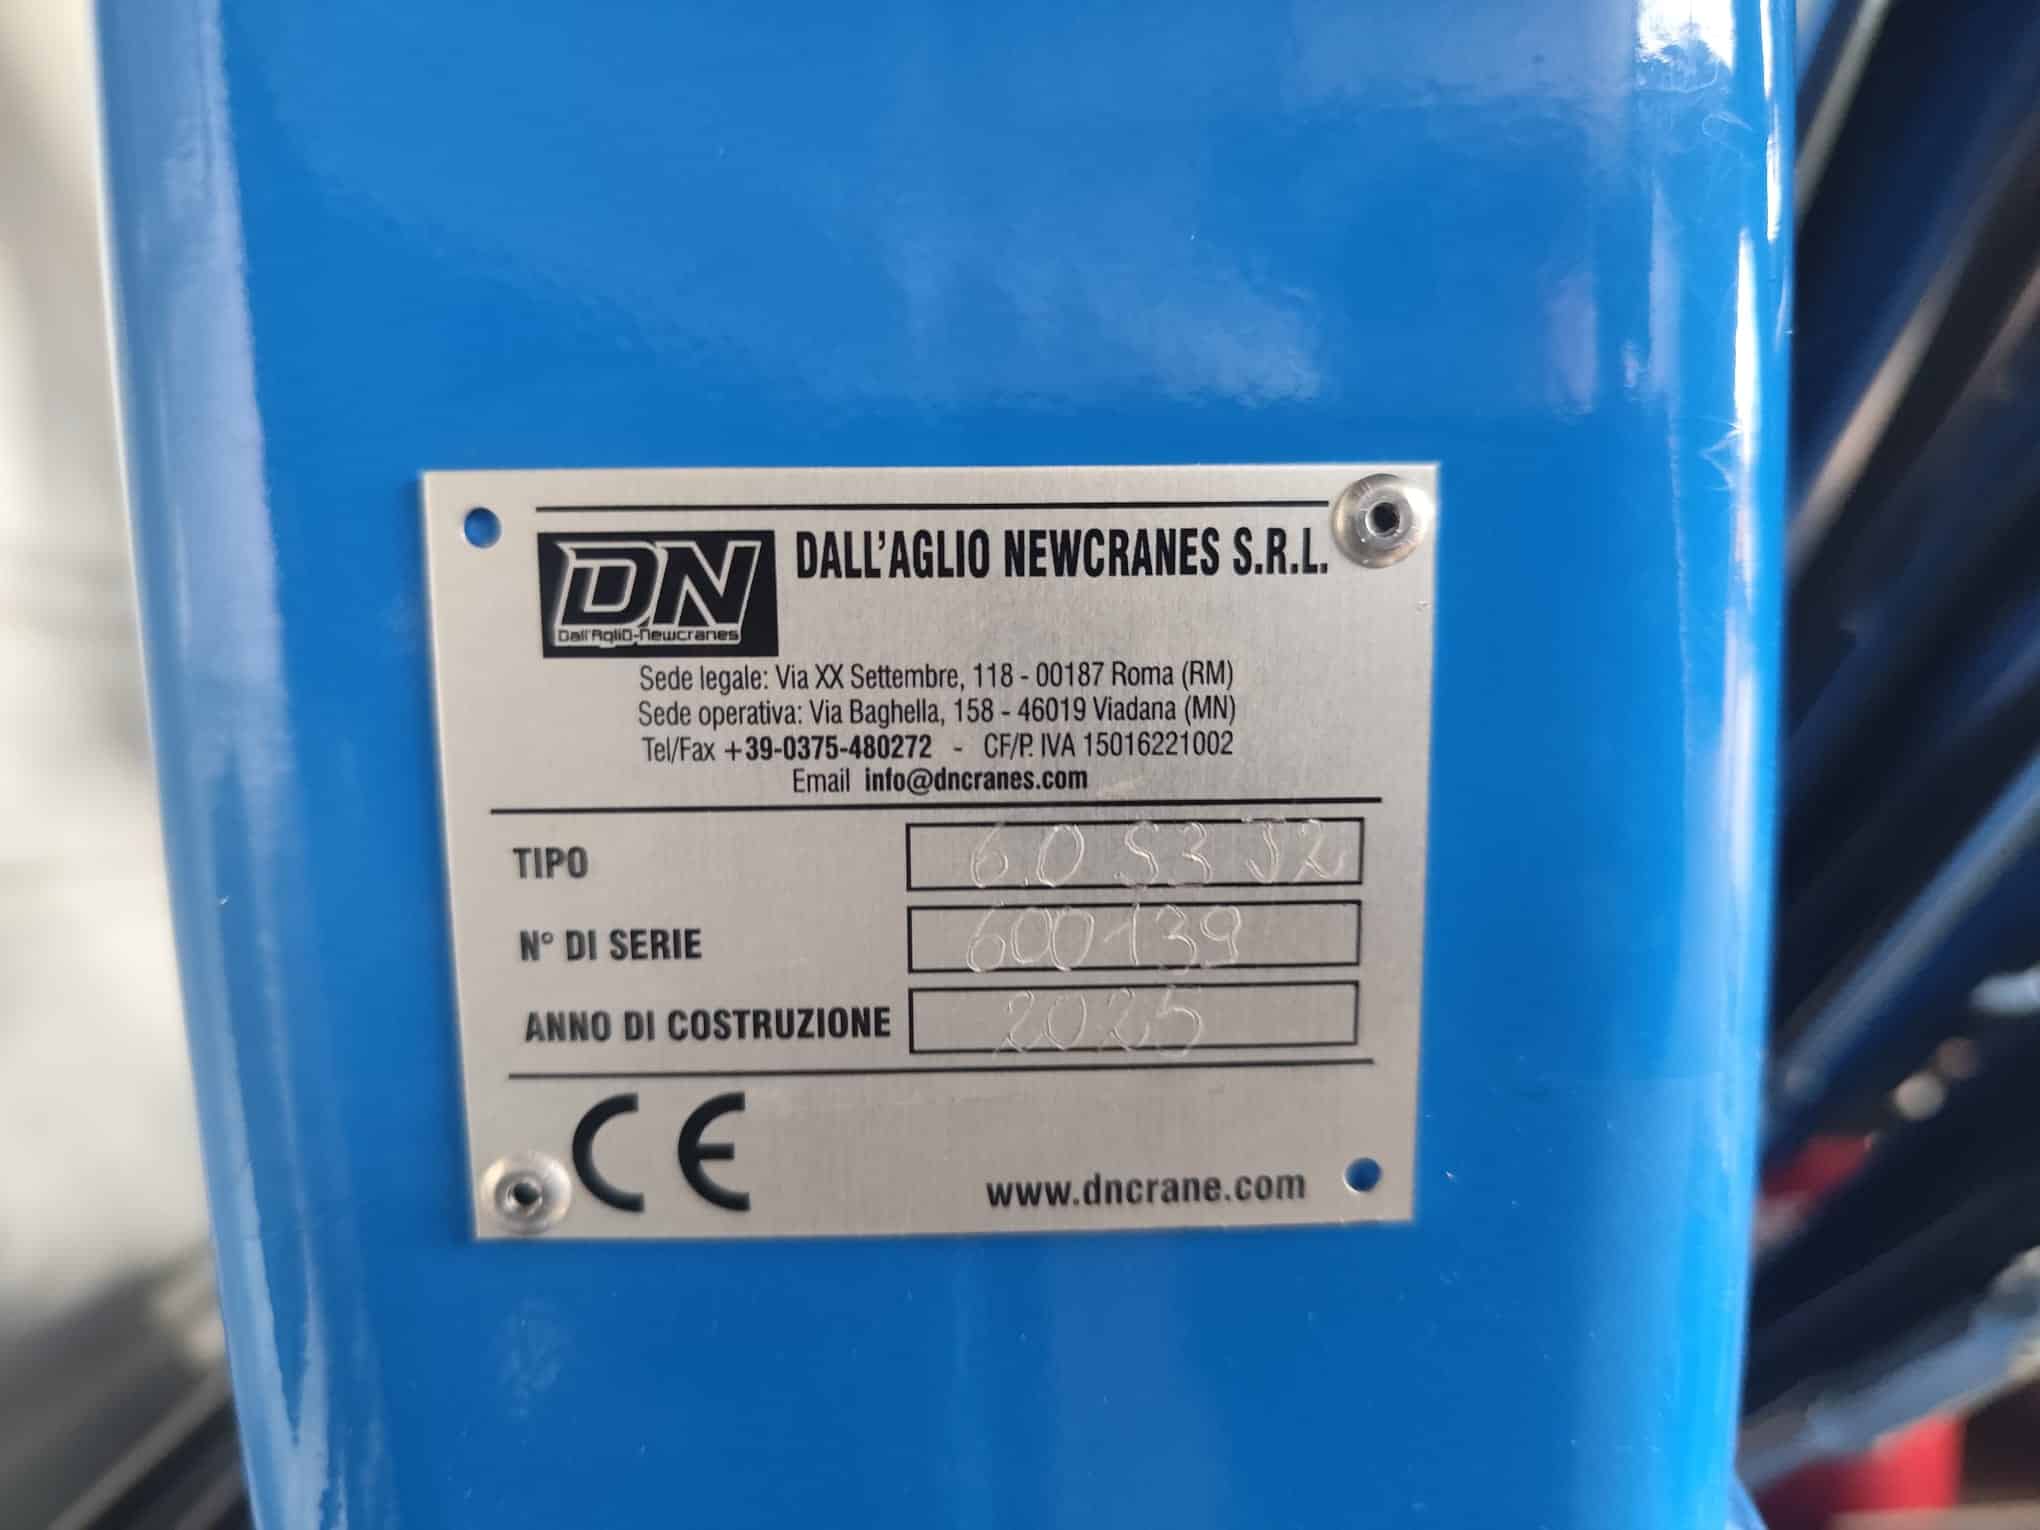 DN DALL'AGLIO NEWCRANES S.R.L.
Dall'AgliO-Newcranes
Sede legale: Via XX Settembre, 118 - 00187 Roma (RM)
Sede operativa: Via Baghella, 158 - 46019 Viadana (MN)
Tel/Fax +39-0375-480272 - CF/P. IVA 15016221002
Email info@dncranes.com
TIPO 6.0 S3 J2
N° DI SERIE 600139
ANNO DI COSTRUZIONE 2025
CE
www.dncrane.com